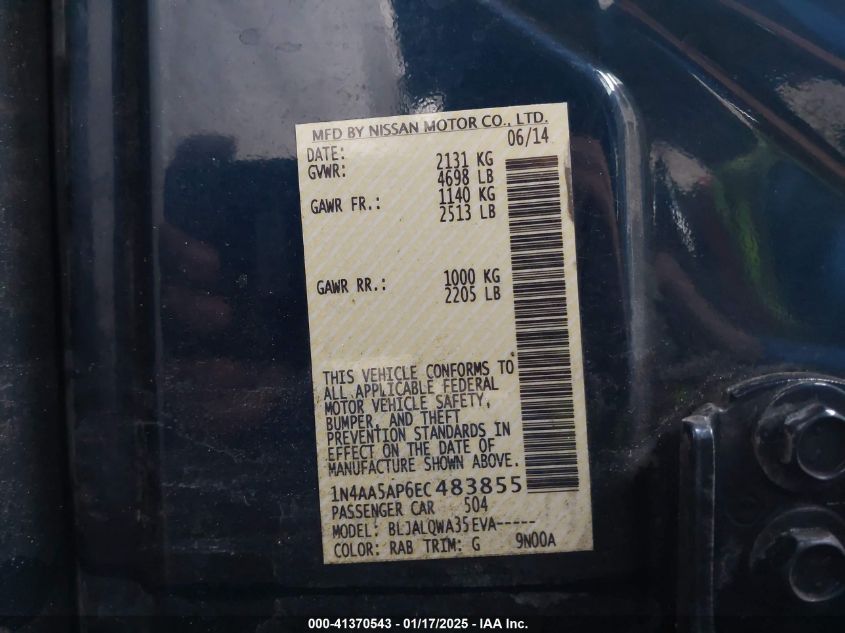 MFD BY NISSAN MOTOR CO., LTD.
DATE: 06/14
GVWR: 2131 KG
4698 LB
GAWR FR.: 1140 KG
2513 LB
GAWR RR.: 1000 KG
2205 LB
THIS VEHICLE CONFORMS TO
ALL APPLICABLE FEDERAL
MOTOR VEHICLE SAFETY,
BUMPER, AND THEFT
PREVENTION STANDARDS IN
EFFECT ON THE DATE OF
MANUFACTURE SHOWN ABOVE.
1N4AA5AP6EC483855
PASSENGER CAR 504
MODEL: BLJALQWA35EVA-----
COLOR: RAB TRIM: G 9N00A
000-41370543 - 01/17/2025 - IAA Inc.